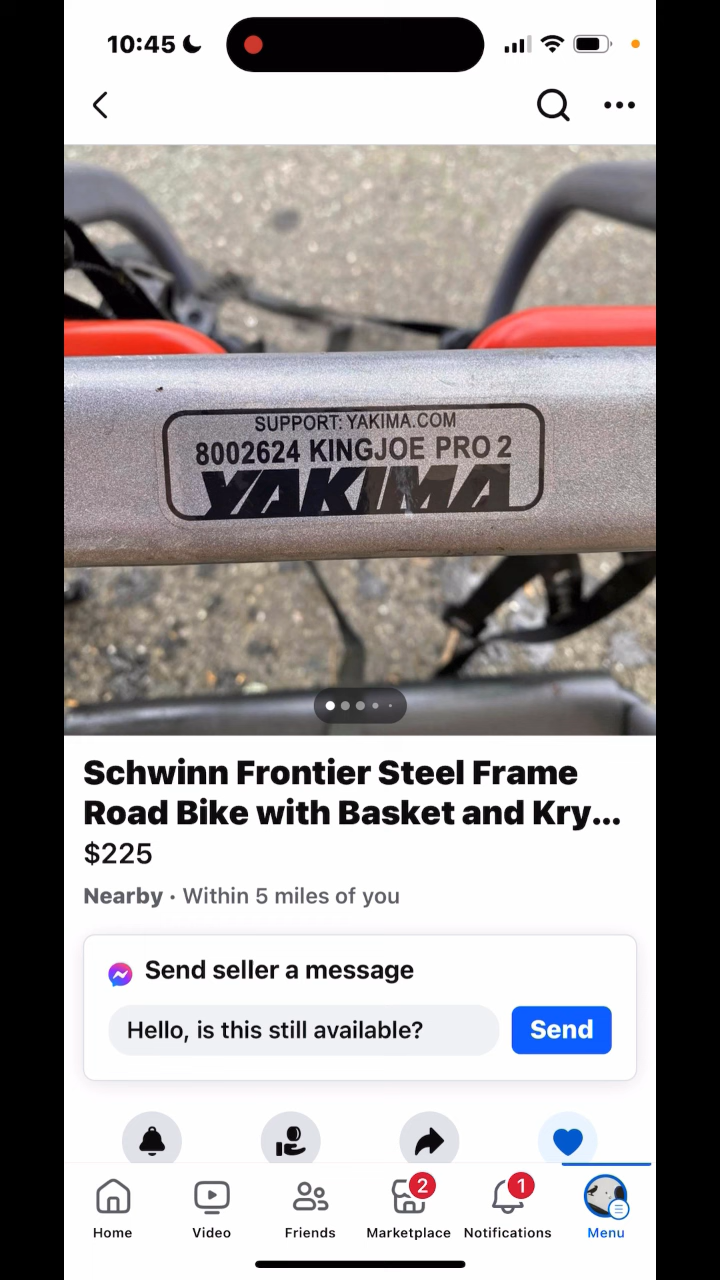 10:45
SUPPORT: YAKIMA.COM
8002624 KINGJOE PRO 2
YAKIMA
Schwinn Frontier Steel Frame
Road Bike with Basket and Kry...
$225
Nearby · Within 5 miles of you
Send seller a message
Hello, is this still available?
Send
2
1
Home
Video
Friends
Marketplace
Notifications
Menu